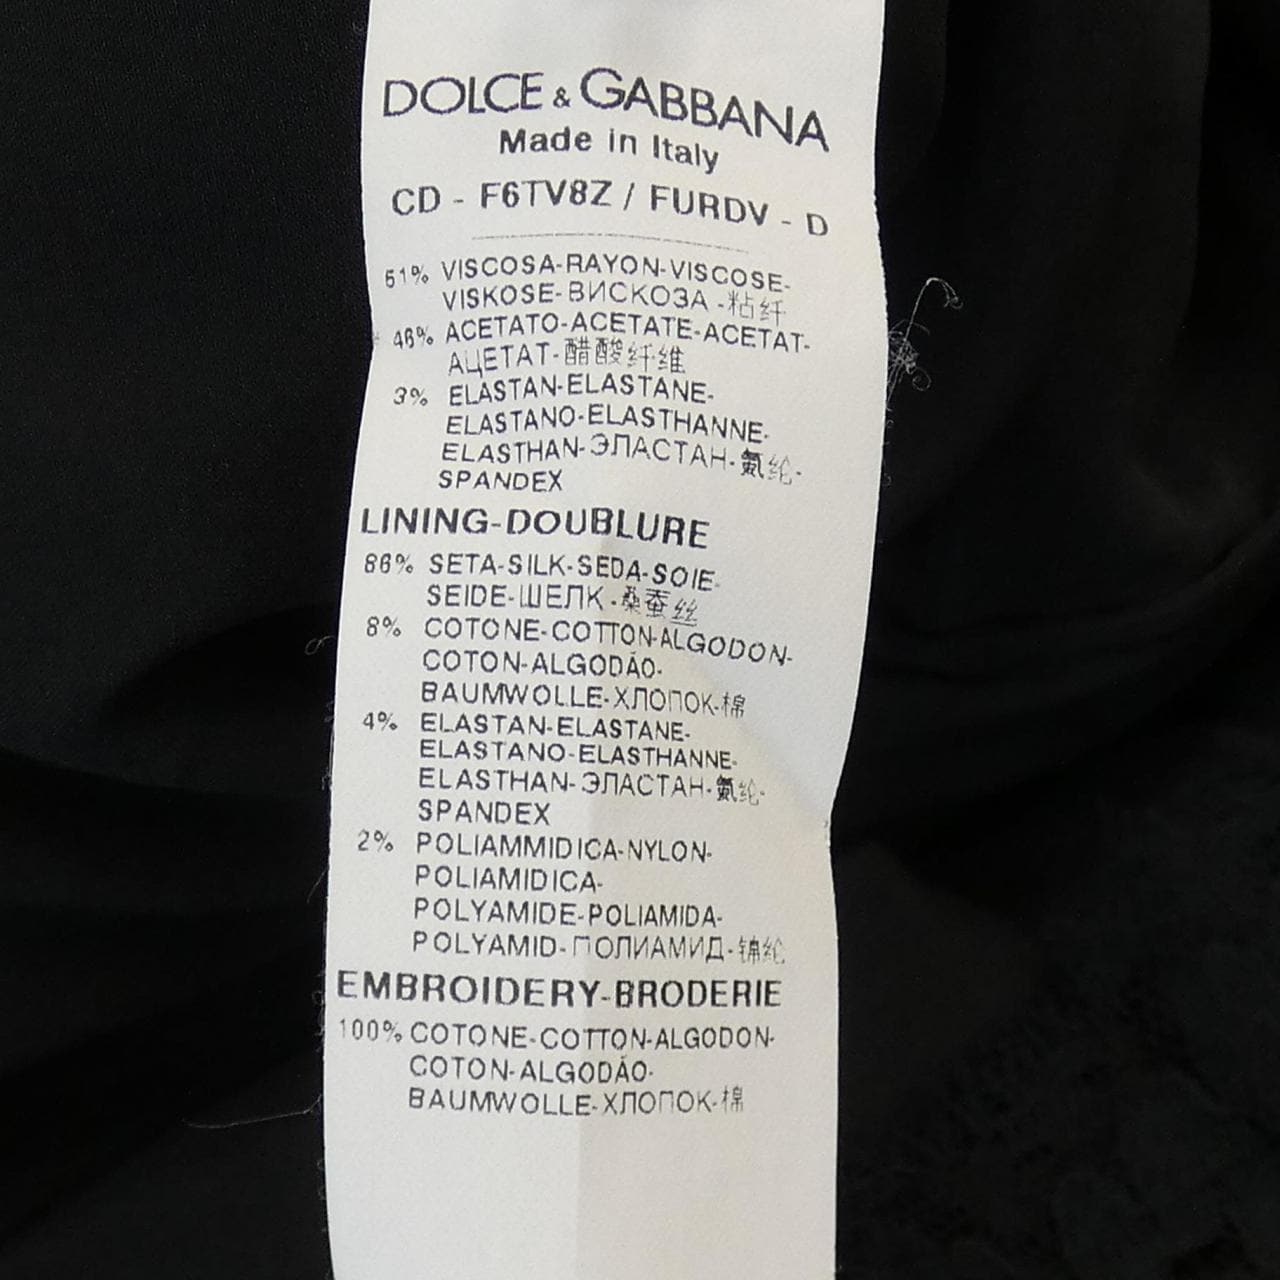 DOLCE & GABBANA
Made in Italy
CD - F6TV8Z / FURDV - D
51% VISCOSA-RAYON-VISCOSE-
VISKOSE-ВИСКОЗА-粘纤
46% ACETATO-ACETATE-ACETAT-
АЦЕТАТ-醋酸纤维
3% ELASTAN-ELASTANE-
ELASTANO-ELASTHANNE-
ELASTHAN-ЭЛАСТАН-氨纶-
SPANDEX
LINING-DOUBLURE
86% SETA-SILK-SEDA-SOIE-
SEIDE-ШЕЛК-桑蚕丝
8% COTONE-COTTON-ALGODON-
COTON-ALGODÃO-
BAUMWOLLE-ХЛОПОК-棉
4% ELASTAN-ELASTANE-
ELASTANO-ELASTHANNE-
ELASTHAN-ЭЛАСТАН-氨纶-
SPANDEX
2% POLIAMMIDICA-NYLON-
POLIAMIDICA-
POLYAMIDE-POLIAMIDA-
POLYAMID-ПОЛИАМИД-锦纶
EMBROIDERY-BRODERIE
100% COTONE-COTTON-ALGODON-
COTON-ALGODÃO-
BAUMWOLLE-ХЛОПОК-棉